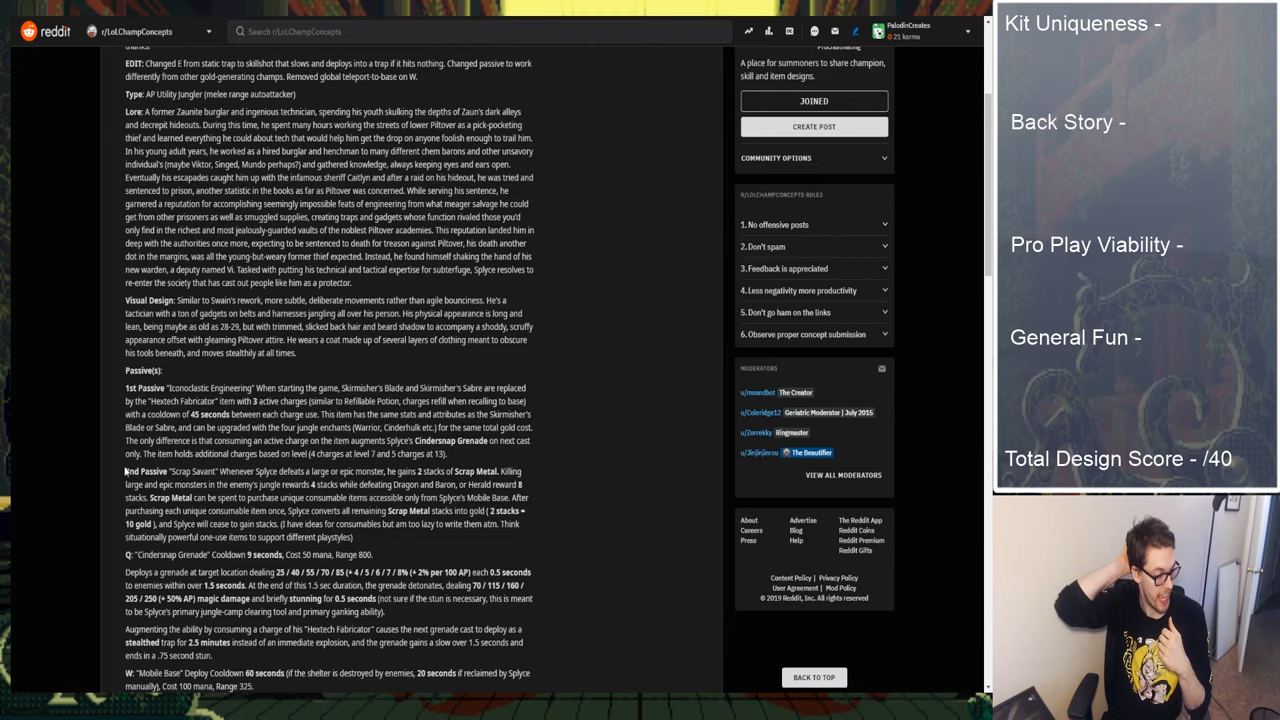 reddit
r/LoLChampConcepts
Search r/LoLChampConcepts
PalodinCreates
21 karma
EDIT: Changed E from static trap to skillshot that slows and deploys into a trap if it hits nothing. Changed passive to work
differently from other gold-generating champs. Removed global teleport-to-base on W.
Type: AP Utility Jungler (melee range autoattacker)
Lore: A former Zaunite burglar and ingenious technician, spending his youth skulking the depths of Zaun's dark alleys
and decrepit hideouts. During this time, he spent many hours working the streets of lower Piltover as a pick-pocketing
thief and learned everything he could about tech that would help him get the drop on anyone foolish enough to trail him.
In his young adult years, he worked as a hired burglar and henchman to many different chem barons and other unsavory
individual's (maybe Viktor, Singed, Mundo perhaps?) and gathered knowledge, always keeping eyes and ears open.
Eventually his escapades caught him up with the infamous sheriff Caitlyn and after a raid on his hideout, he was tried and
sentenced to prison, another statistic in the books as far as Piltover was concerned. While serving his sentence, he
garnered a reputation for accomplishing seemingly impossible feats of engineering from what meager salvage he could
get from other prisoners as well as smuggled supplies, creating traps and gadgets whose function rivaled those you'd
only find in the richest and most jealously-guarded vaults of the noblest Piltover academies. This reputation landed him in
deep with the authorities once more, expecting to be sentenced to death for treason against Piltover, his death another
dot in the margins, was all the young-but-weary former thief expected. Instead, he found himself shaking the hand of his
new warden, a deputy named Vi. Tasked with putting his technical and tactical expertise for subterfuge, Splyce resolves to
re-enter the society that has cast out people like him as a protector.
Visual Design: Similar to Swain's rework, more subtle, deliberate movements rather than agile bounciness. He's a
tactician with a ton of gadgets on belts and harnesses jangling all over his person. His physical appearance is long and
lean, being maybe as old as 28-29, but with trimmed, slicked back hair and beard shadow to accompany a shoddy, scruffy
appearance offset with gleaming Piltover attire. He wears a coat made up of several layers of clothing meant to obscure
his tools beneath, and moves stealthily at all times.
Passive(s):
1st Passive "Iconoclastic Engineering" When starting the game, Skirmisher's Blade and Skirmisher's Sabre are replaced
by the "Hextech Fabricator" item with 3 active charges (similar to Refillable Potion, charges refill when recalling to base)
with a cooldown of 45 seconds between each charge use. This item has the same stats and attributes as the Skirmisher's
Blade or Sabre, and can be upgraded with the four jungle enchants (Warrior, Cinderhulk etc.) for the same total gold cost.
The only difference is that consuming an active charge on the item augments Splyce's Cindersnap Grenade on next cast
only. The item holds additional charges based on level (4 charges at level 7 and 5 charges at 13).
2nd Passive "Scrap Savant" Whenever Splyce defeats a large or epic monster, he gains 2 stacks of Scrap Metal. Killing
large and epic monsters in the enemy's jungle rewards 4 stacks while defeating Dragon and Baron, or Herald reward 8
stacks. Scrap Metal can be spent to purchase unique consumable items accessible only from Splyce's Mobile Base. After
purchasing each unique consumable item once, Splyce converts all remaining Scrap Metal stacks into gold ( 2 stacks =
10 gold ), and Splyce will cease to gain stacks. (I have ideas for consumables but am too lazy to write them atm. Think
situationally powerful one-use items to support different playstyles)
Q: "Cindersnap Grenade" Cooldown 9 seconds, Cost 50 mana, Range 800.
Deploys a grenade at target location dealing 25 / 40 / 55 / 70 / 85 (+ 4 / 5 / 6 / 7 / 8% (+ 2% per 100 AP) each 0.5 seconds
to enemies within over 1.5 seconds. At the end of this 1.5 sec duration, the grenade detonates, dealing 70 / 115 / 160 /
205 / 250 (+ 50% AP) magic damage and briefly stunning for 0.5 seconds (not sure if the stun is necessary, this is meant
to be Splyce's primary jungle-camp clearing tool and primary ganking ability).
Augmenting the ability by consuming a charge of his "Hextech Fabricator" causes the next grenade cast to deploy as a
stealthed trap for 2.5 minutes instead of an immediate explosion, and the grenade gains a slow over 1.5 seconds and
ends in a .75 second stun.
W: "Mobile Base" Deploy Cooldown 60 seconds (if the shelter is destroyed by enemies, 20 seconds if reclaimed by Splyce
manually), Cost 100 mana, Range 325.
A place for summoners to share champion,
skill and item designs.
JOINED
CREATE POST
COMMUNITY OPTIONS
R/LOLCHAMPCONCEPTS RULES
1. No offensive posts
2. Don't spam
3. Feedback is appreciated
4. Less negativity more productivity
5. Don't go ham on the links
6. Observe proper concept submission
MODERATORS
u/msandbot The Creator
u/Coleridge12 Geriatric Moderator | July 2015
u/Zorrekky Ringmaster
u/Jinjinjinrou The Beautifier
VIEW ALL MODERATORS
About Advertise The Reddit App
Careers Blog Reddit Coins
Press Help Reddit Premium
Reddit Gifts
Content Policy | Privacy Policy
User Agreement | Mod Policy
© 2019 Reddit, Inc. All rights reserved
BACK TO TOP
Kit Uniqueness -
Back Story -
Pro Play Viability -
General Fun -
Total Design Score - /40